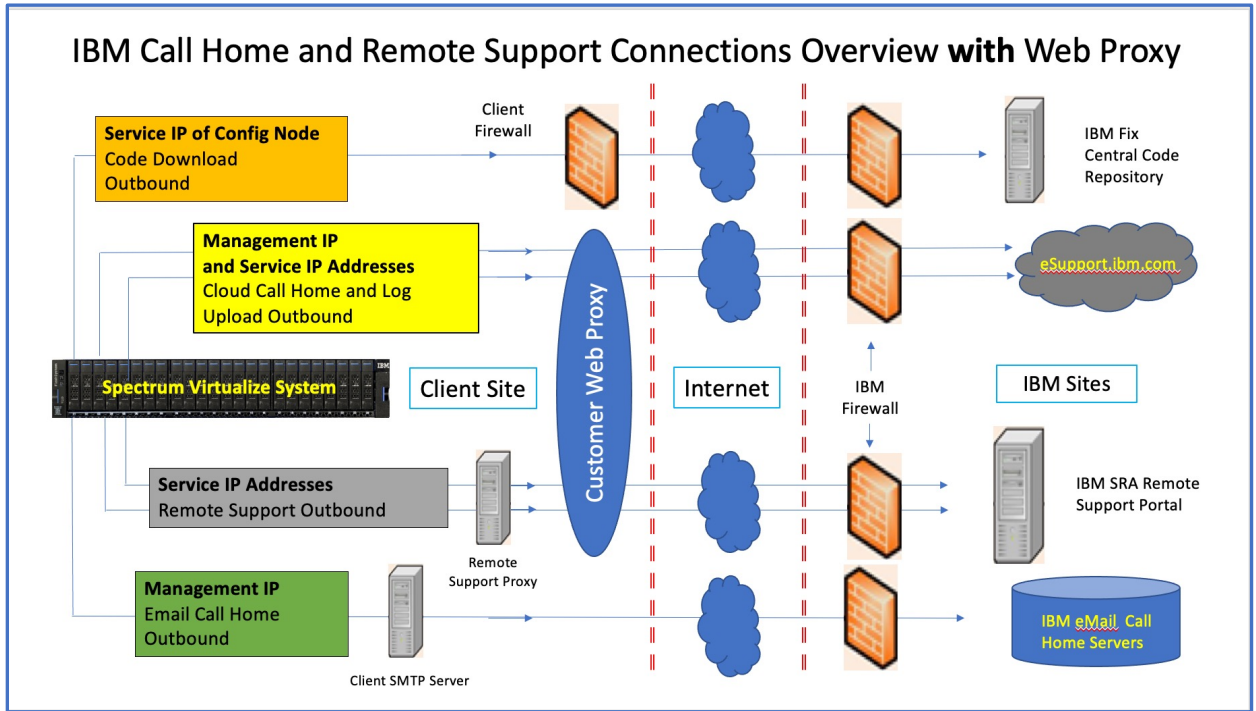 IBM Call Home and Remote Support Connections Overview with Web Proxy
Service IP of Config Node
Code Download
Outbound
Client
Firewall
IBM Fix
Central Code
Repository
Management IP
and Service IP Addresses
Cloud Call Home and Log
Upload Outbound
eSupport.ibm.com
Spectrum Virtualize System
IBM
Client Site
Customer Web Proxy
Internet
IBM
Firewall
IBM Sites
Service IP Addresses
Remote Support Outbound
Remote
Support Proxy
IBM SRA Remote
Support Portal
Management IP
Email Call Home
Outbound
Client SMTP Server
IBM eMail Call
Home Servers